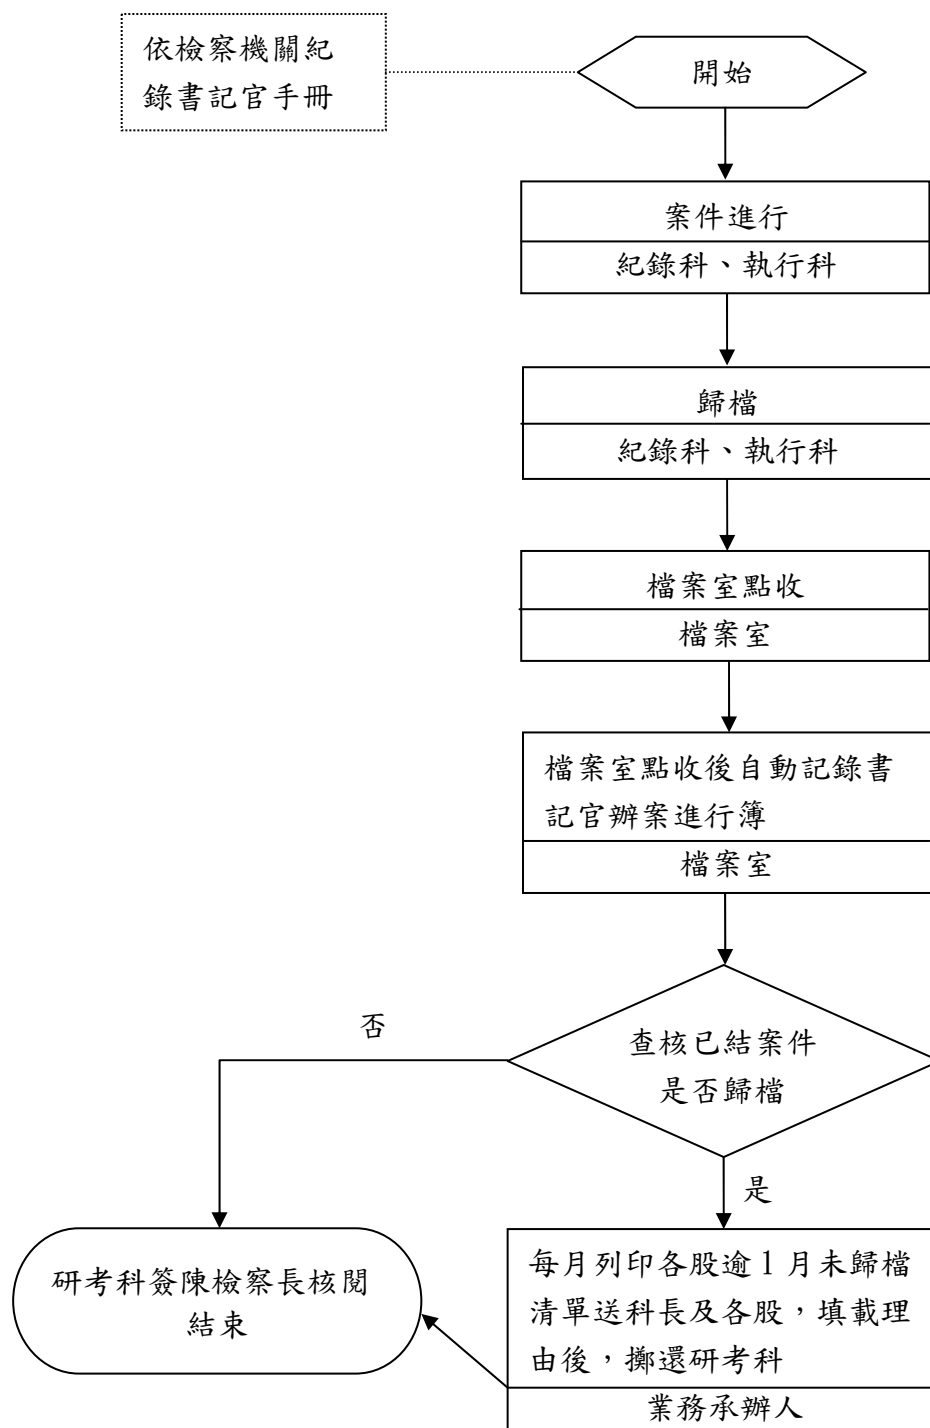 依檢察機關紀
錄書記官手冊
開始
案件進行
紀錄科、執行科
歸檔
紀錄科、執行科
檔案室點收
檔案室
檔案室點收後自動記錄書
記官辦案進行簿
檔案室
查核已結案件
是否歸檔
否
是
研考科簽陳檢察長核閱
結束
每月列印各股逾1月未歸檔
清單送科長及各股，填載理
由後，擲還研考科
業務承辦人